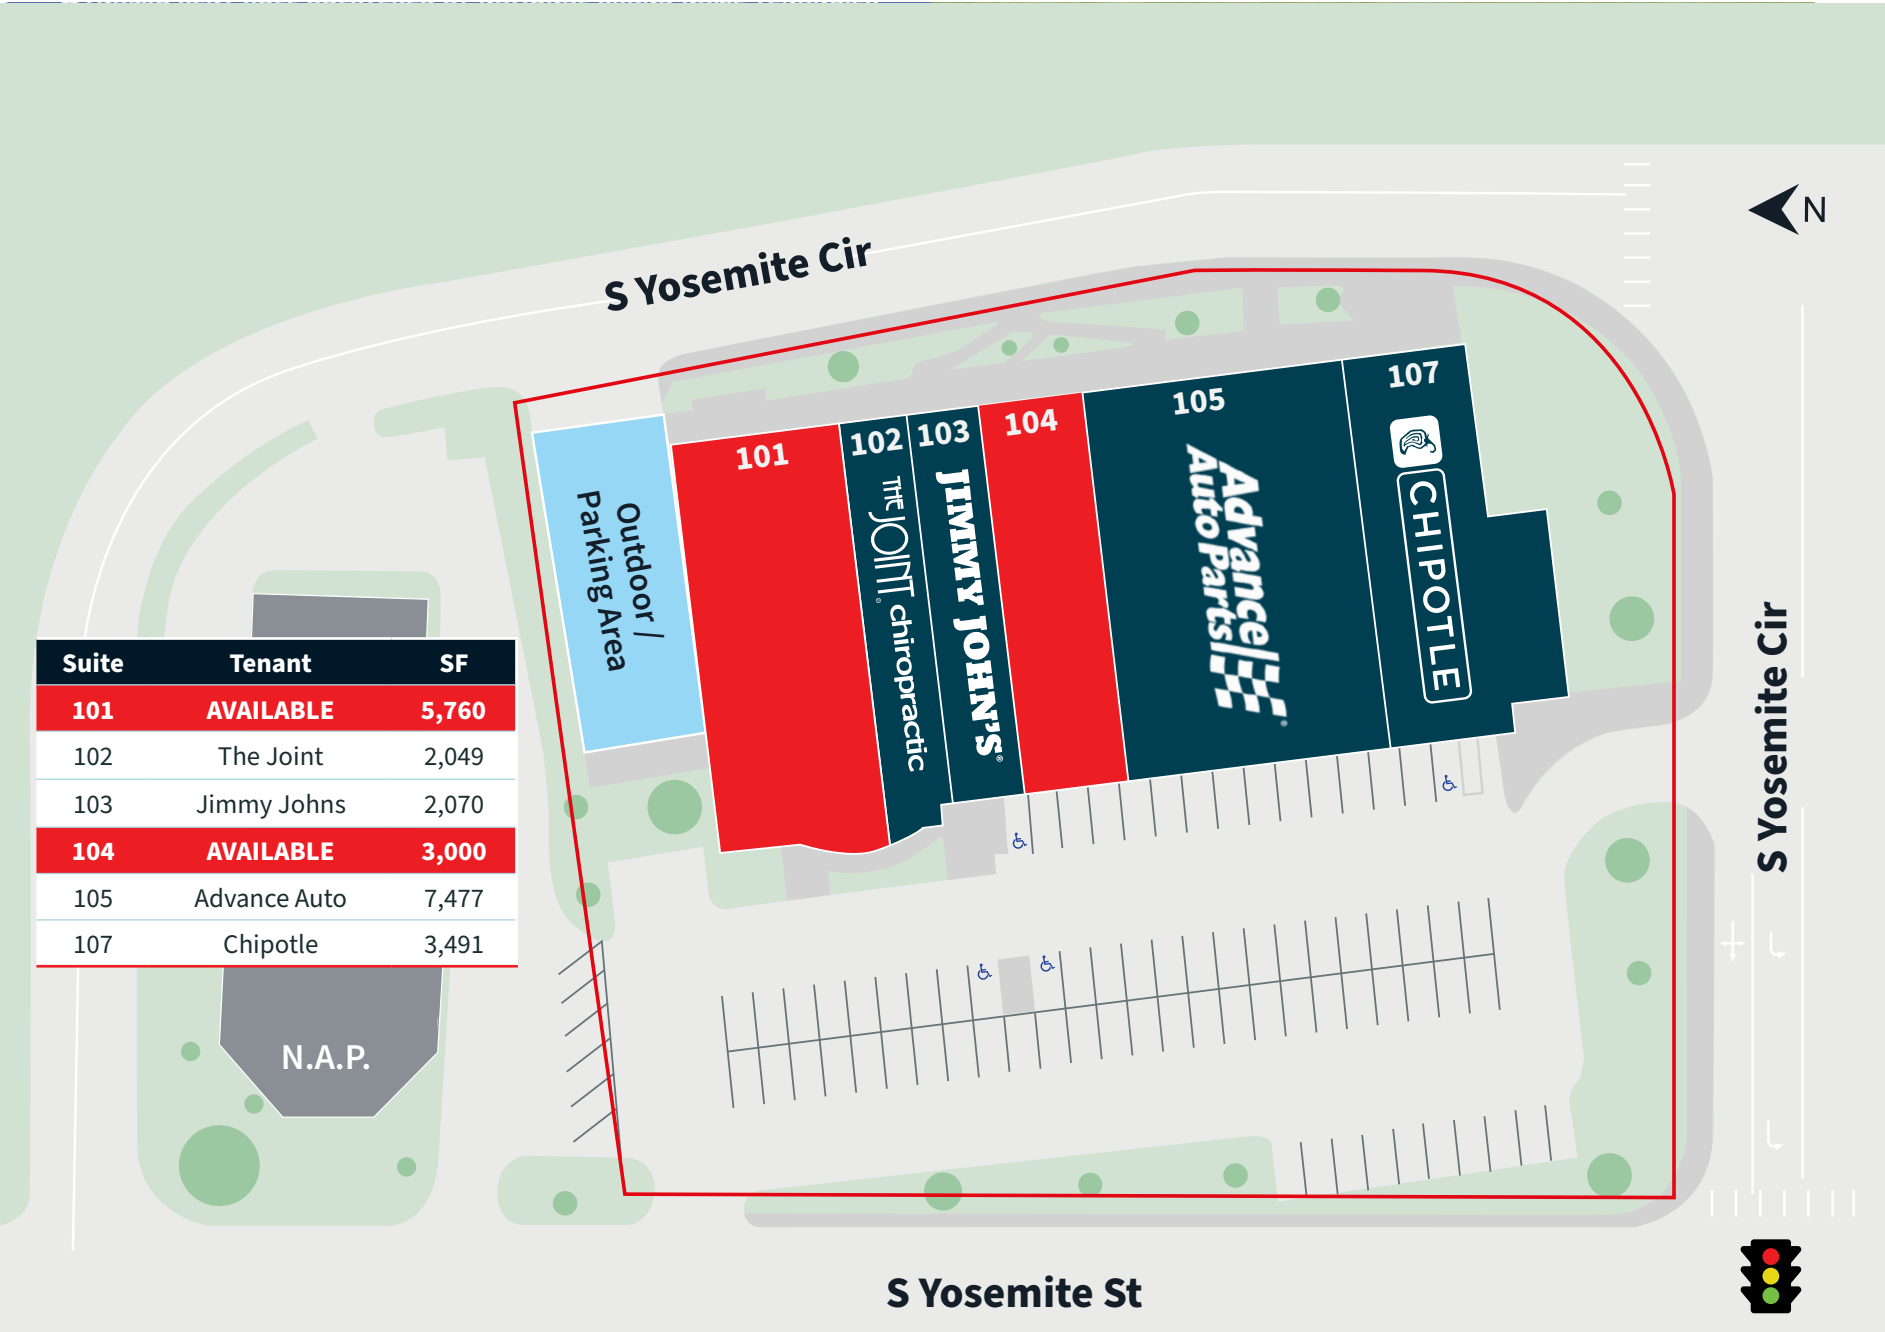 N
S Yosemite Cir
101
102
103
104
105
107
Outdoor /
Parking Area
THE JOINT® chiropractic
JIMMY JOHN'S®
Advance
Auto Parts®
CHIPOTLE
Suite Tenant SF
101 AVAILABLE 5,760
102 The Joint 2,049
103 Jimmy Johns 2,070
104 AVAILABLE 3,000
105 Advance Auto 7,477
107 Chipotle 3,491
N.A.P.
S Yosemite Cir
S Yosemite St